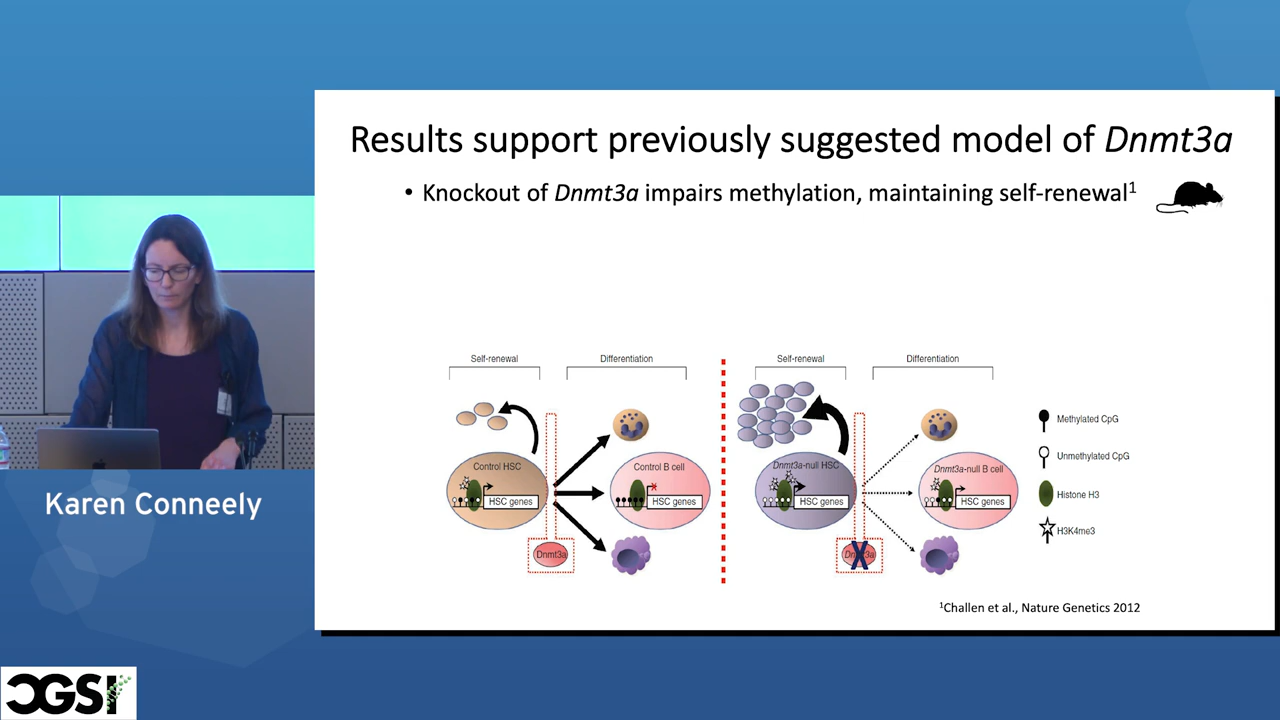 Results support previously suggested model of Dnmt3a
• Knockout of Dnmt3a impairs methylation, maintaining self-renewal1
Self-renewal
Differentiation
Self-renewal
Differentiation
Control HSC
HSC genes
Control B cell
HSC genes
Dnmt3a
Dnmt3a-null HSC
HSC genes
Dnmt3a-null B cell
HSC genes
Methylated CpG
Unmethylated CpG
Histone H3
H3K4me3
1Challen et al., Nature Genetics 2012
Karen Conneely
CGSI